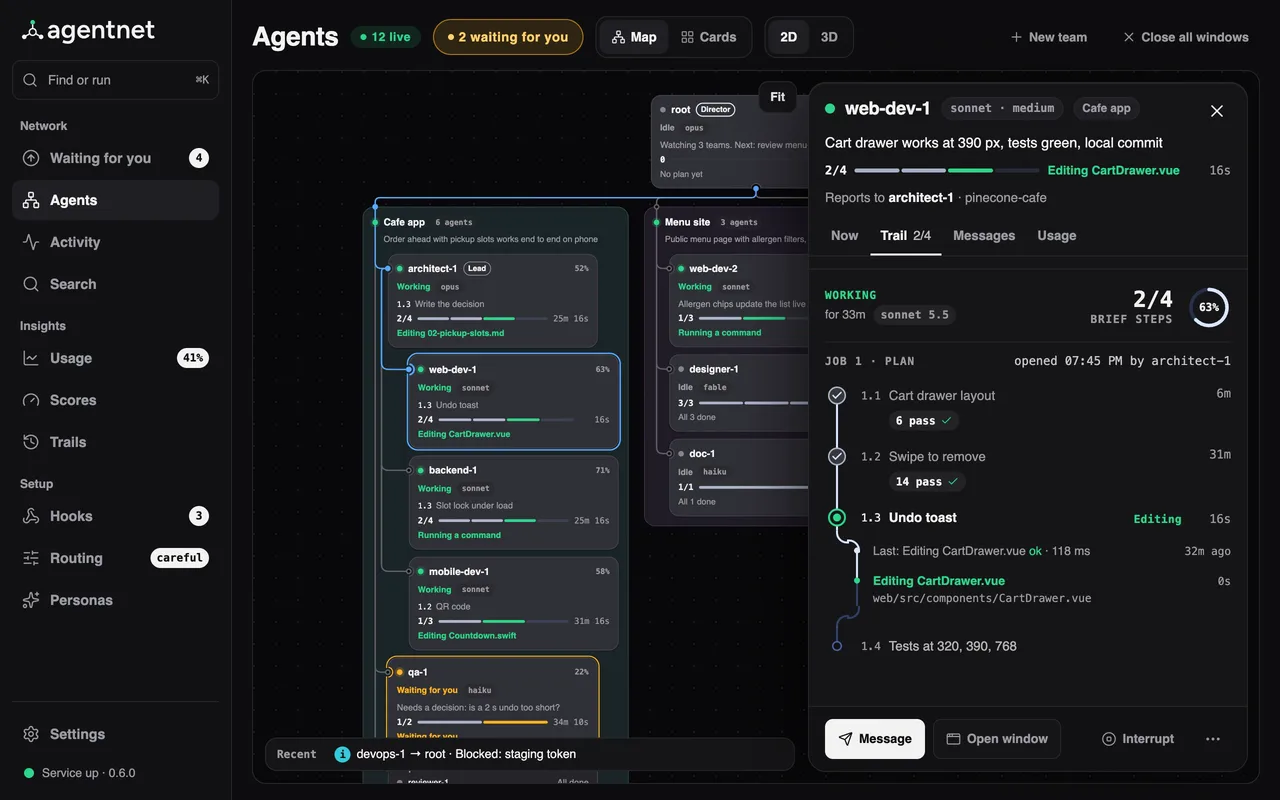 agentnet
Find or run ⌘K
Network
Waiting for you 4
Agents
Activity
Search
Insights
Usage 41%
Scores
Trails
Setup
Hooks 3
Routing careful
Personas
Settings
Service up · 0.6.0
Agents
12 live
2 waiting for you
Map
Cards
2D
3D
New team
Close all windows
Fit
root Director
Idle opus
Watching 3 teams. Next: review menu
0
No plan yet
Cafe app 6 agents
Order ahead with pickup slots works end to end on phone
architect-1 Lead 52%
Working opus
1.3 Write the decision
2/4 25m 16s
Editing 02-pickup-slots.md
web-dev-1 63%
Working sonnet
1.3 Undo toast
2/4 16s
Editing CartDrawer.vue
backend-1 71%
Working sonnet
1.3 Slot lock under load
2/4 25m 16s
Running a command
mobile-dev-1 58%
Working sonnet
1.2 QR code
1/3 31m 16s
Editing Countdown.swift
qa-1 22%
Waiting for you haiku
Needs a decision: is a 2 s undo too short?
1/2 34m 10s
Waiting for you
reviewer-1 All done
Menu site 3 agents
Public menu page with allergen filters,
web-dev-2
Working sonnet
Allergen chips update the list live
1/3
Running a command
designer-1
Idle fable
3/3
All 3 done
doc-1
Idle haiku
1/1
All 1 done
Recent devops-1 → root · Blocked: staging token
web-dev-1 sonnet · medium Cafe app
Cart drawer works at 390 px, tests green, local commit
2/4 Editing CartDrawer.vue 16s
Reports to architect-1 · pinecone-cafe
Now Trail 2/4 Messages Usage
WORKING
for 33m sonnet 5.5
2/4
BRIEF STEPS
63%
JOB 1 · PLAN opened 07:45 PM by architect-1
1.1 Cart drawer layout 6m
6 pass ✓
1.2 Swipe to remove 31m
14 pass ✓
1.3 Undo toast Editing 16s
Last: Editing CartDrawer.vue ok · 118 ms 32m ago
Editing CartDrawer.vue 0s
web/src/components/CartDrawer.vue
1.4 Tests at 320, 390, 768
Message
Open window
Interrupt